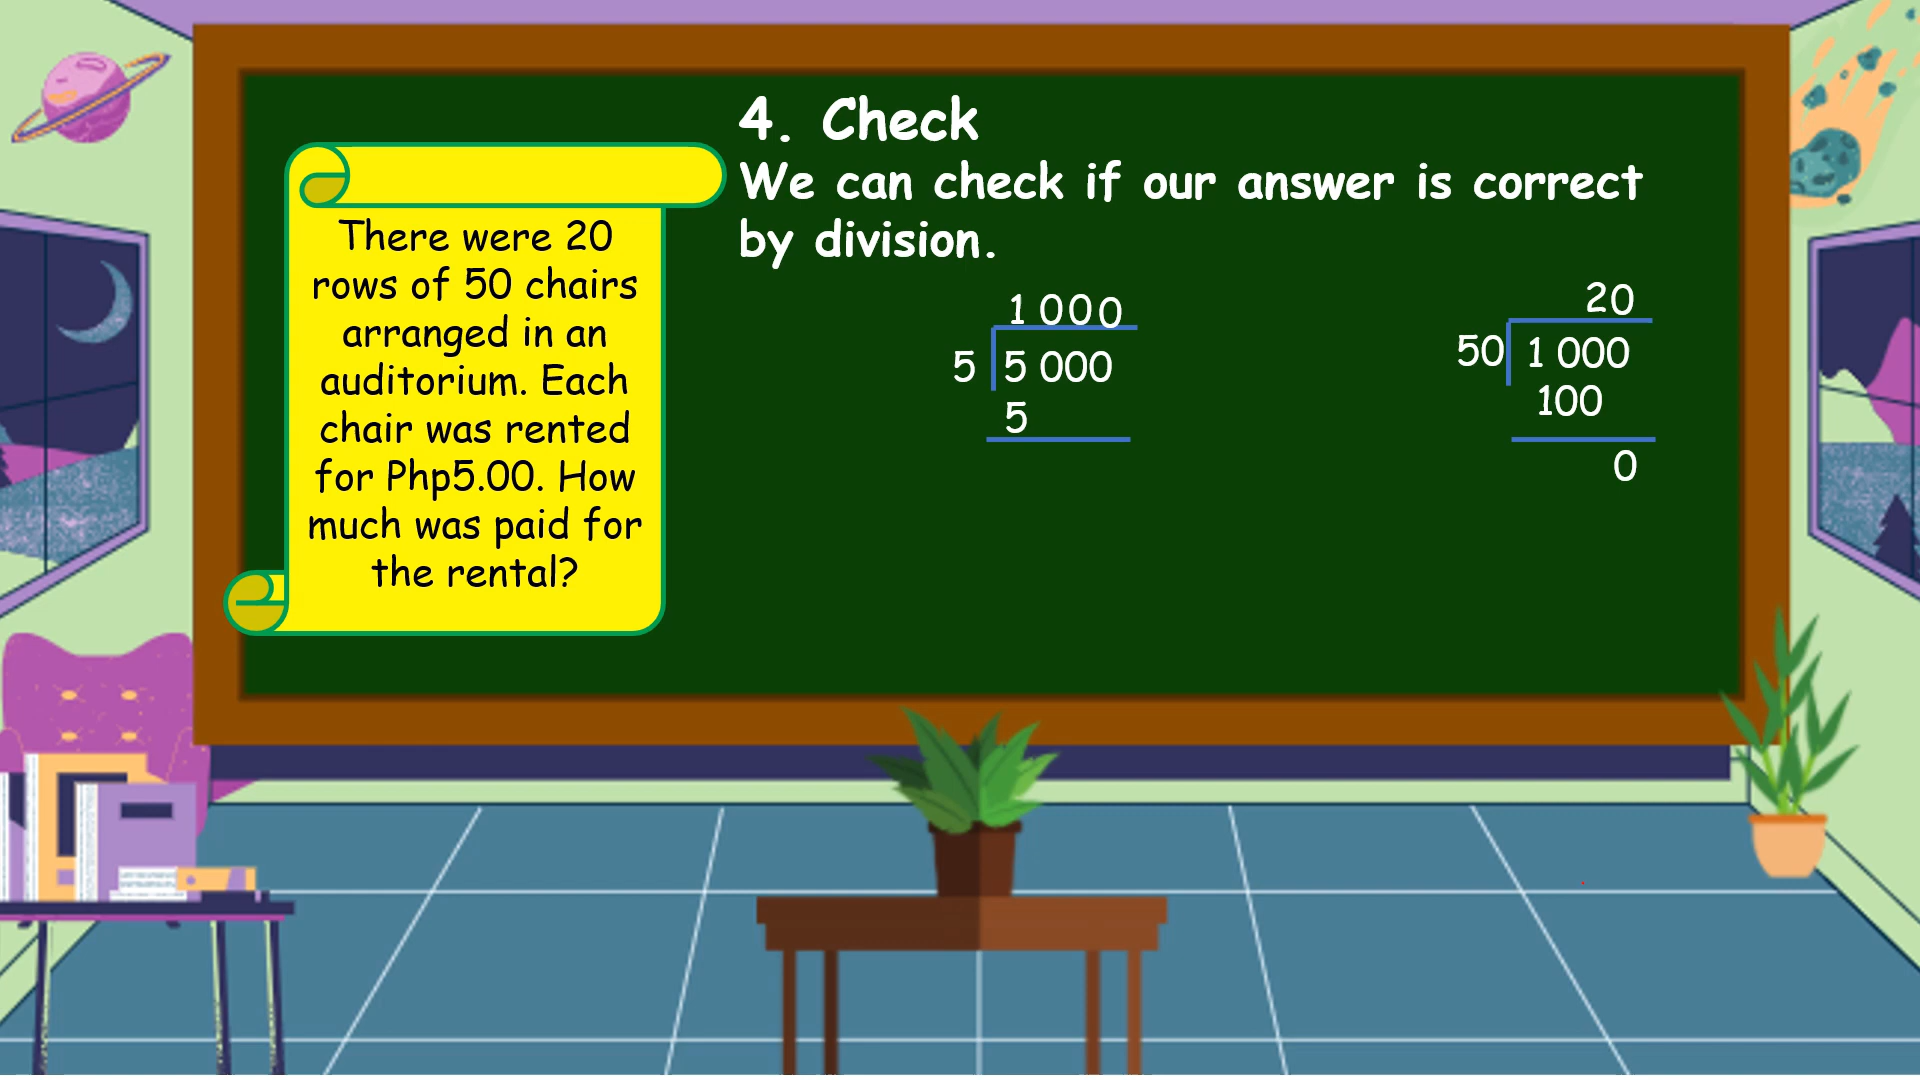 4. Check
We can check if our answer is correct
by division.
There were 20
rows of 50 chairs
arranged in an
auditorium. Each
chair was rented
for Php5.00. How
much was paid for
the rental?
1 000
5 5 000
5
20
50 1 000
100
0